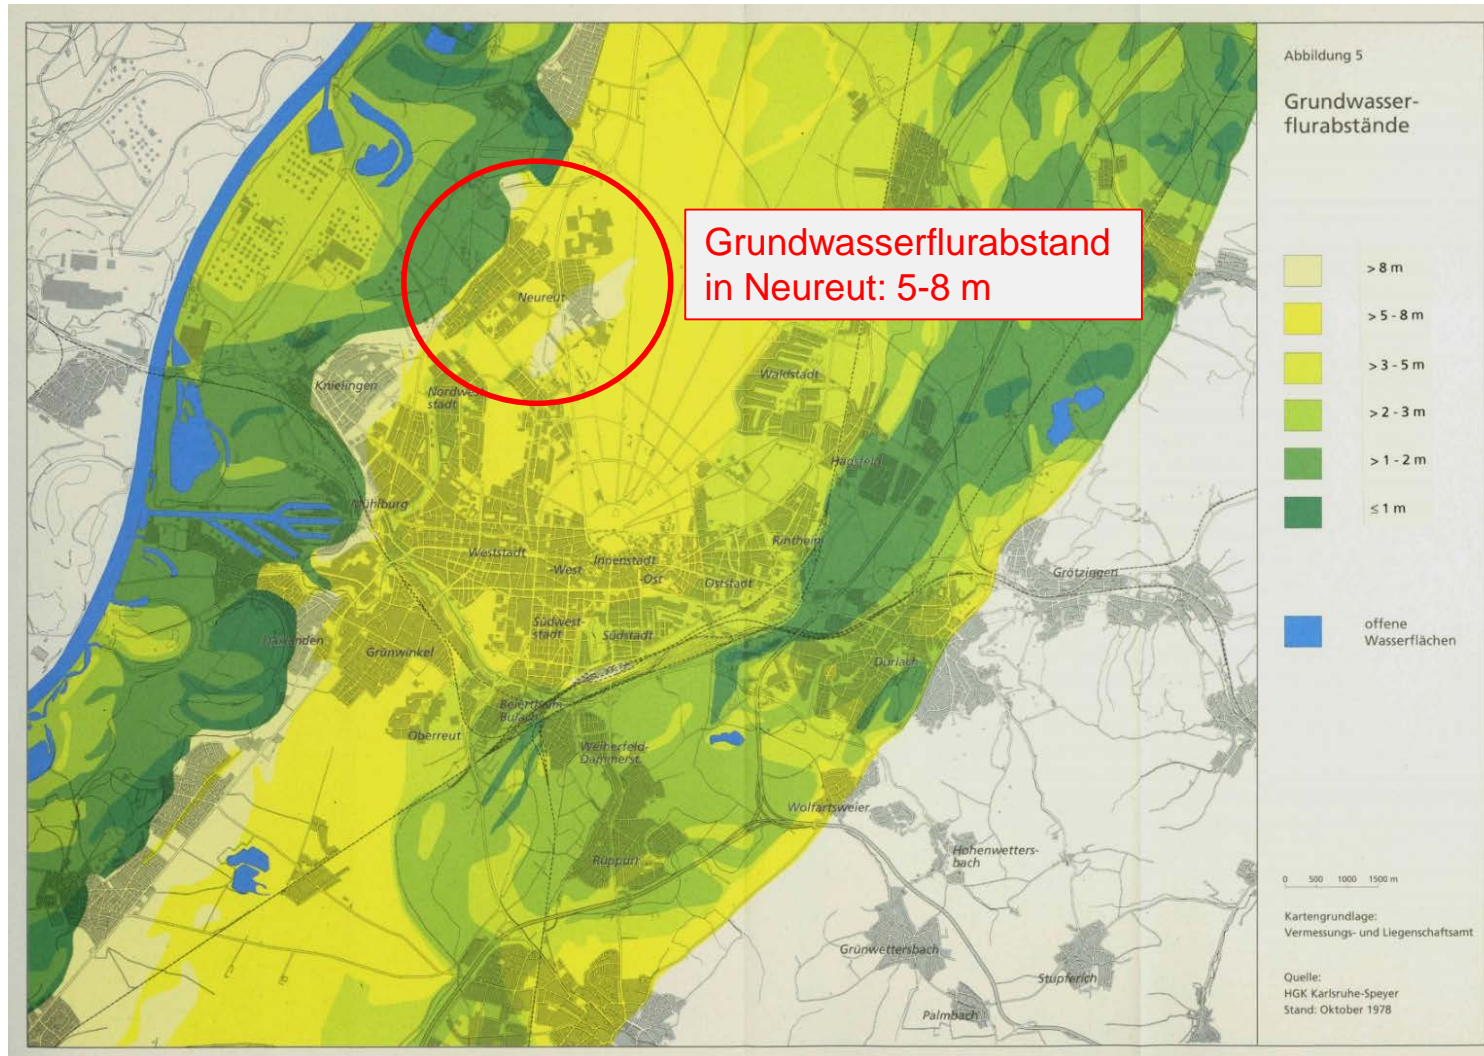 Abbildung 5
Grundwasser-
flurabstände
Grundwasserflurabstand
in Neureut: 5-8 m
> 8 m
> 5 - 8 m
> 3 - 5 m
> 2 - 3 m
> 1 - 2 m
≤ 1 m
offene
Wasserflächen
Neureut
Knielingen
Nordwest-
stadt
Waldstadt
Hagsfeld
Mühlburg
Weststadt
Innenstadt
-West
-Ost
Oststadt
Rintheim
Grötzingen
Südwest-
stadt
Südstadt
Grünwinkel
Durlach
Beiertheim-
Bulach
Oberreut
Weiherfeld-
Dammerst.
Wolfartsweier
Rüppurr
Hohenwetters-
bach
Grünwettersbach
Stupferich
Palmbach
0 500 1000 1500 m
Kartengrundlage:
Vermessungs- und Liegenschaftsamt
Quelle:
HGK Karlsruhe-Speyer
Stand: Oktober 1978